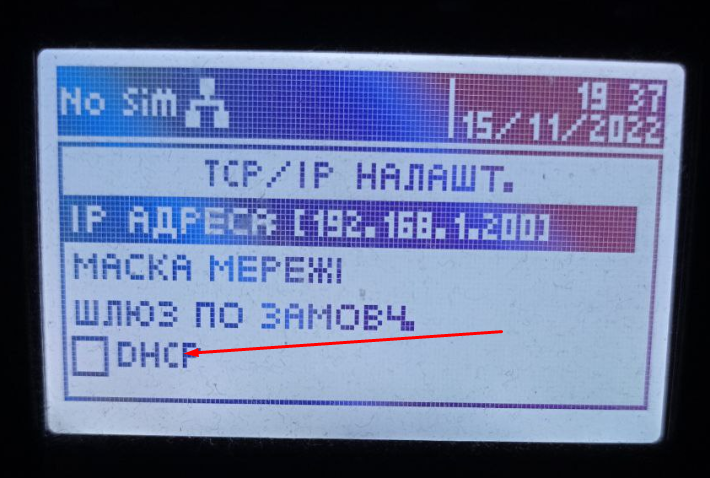 No Sim 19 37
15/11/2022
TCP/IP НАЛАШТ.
IP АДРЕСА [192.168.1.200]
МАСКА МЕРЕЖІ
ШЛЮЗ ПО ЗАМОВЧ.
DHCP